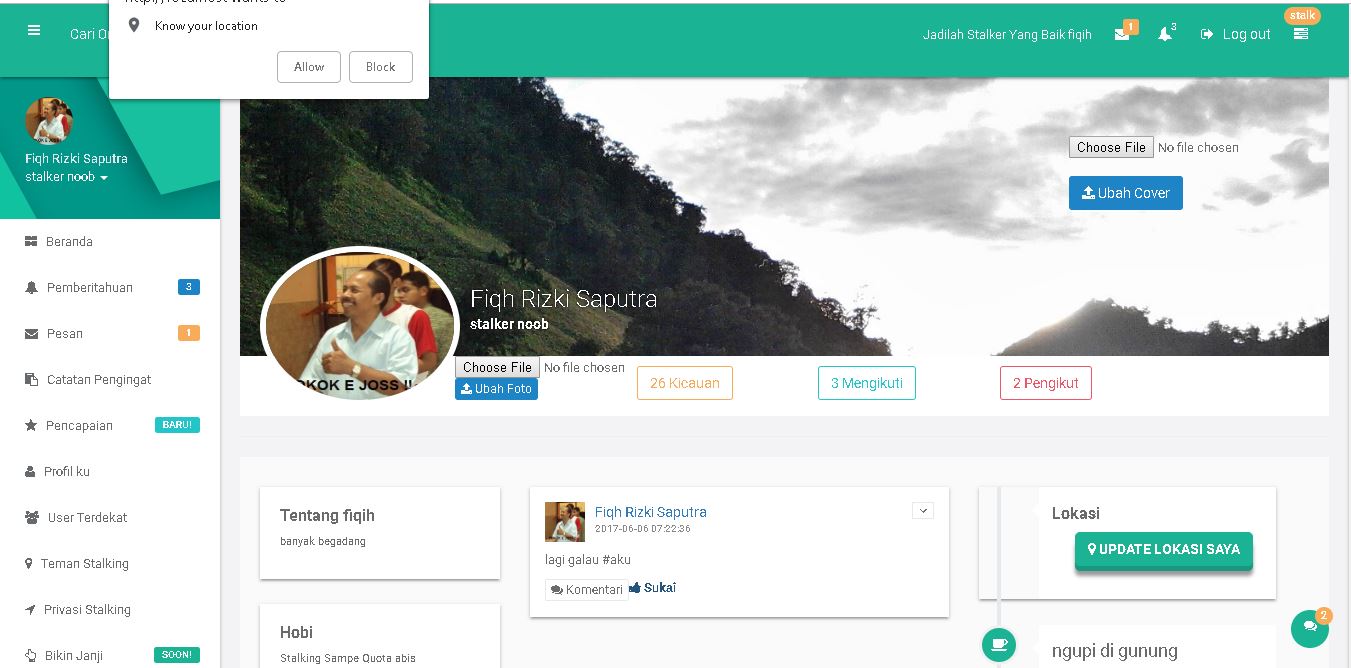 Know your location
Allow
Block
Cari
Jadilah Stalker Yang Baik fiqih
1
3
Log out
stalk
Fiqh Rizki Saputra
stalker noob
Beranda
Pemberitahuan 3
Pesan 1
Catatan Pengingat
Pencapaian BARU!
Profil ku
User Terdekat
Teman Stalking
Privasi Stalking
Bikin Janji SOON!
Choose File No file chosen
Ubah Cover
Fiqh Rizki Saputra
stalker noob
KOK E JOSS !!
Choose File No file chosen
Ubah Foto
26 Kicauan
3 Mengikuti
2 Pengikut
Tentang fiqih
banyak begadang
Hobi
Stalking Sampe Quota abis
Fiqh Rizki Saputra
2017-06-06 07:22:36
lagi galau #aku
Komentari Sukai
Lokasi
UPDATE LOKASI SAYA
2
ngupi di gunung